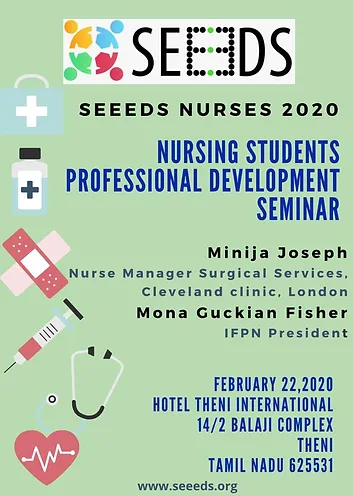 SEEEDS
SEEEDS NURSES 2020
NURSING STUDENTS
PROFESSIONAL DEVELOPMENT
SEMINAR
Minija Joseph
Nurse Manager Surgical Services,
Cleveland clinic, London
Mona Guckian Fisher
IFPN President
FEBRUARY 22,2020
HOTEL THENI INTERNATIONAL
14/2 BALAJI COMPLEX
THENI
TAMIL NADU 625531
www.seeeds.org